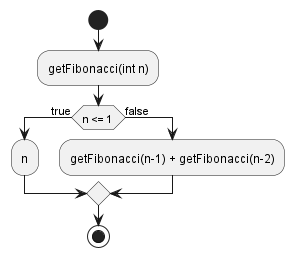 getFibonacci(int n)
true
n <= 1
false
n
getFibonacci(n-1) + getFibonacci(n-2)